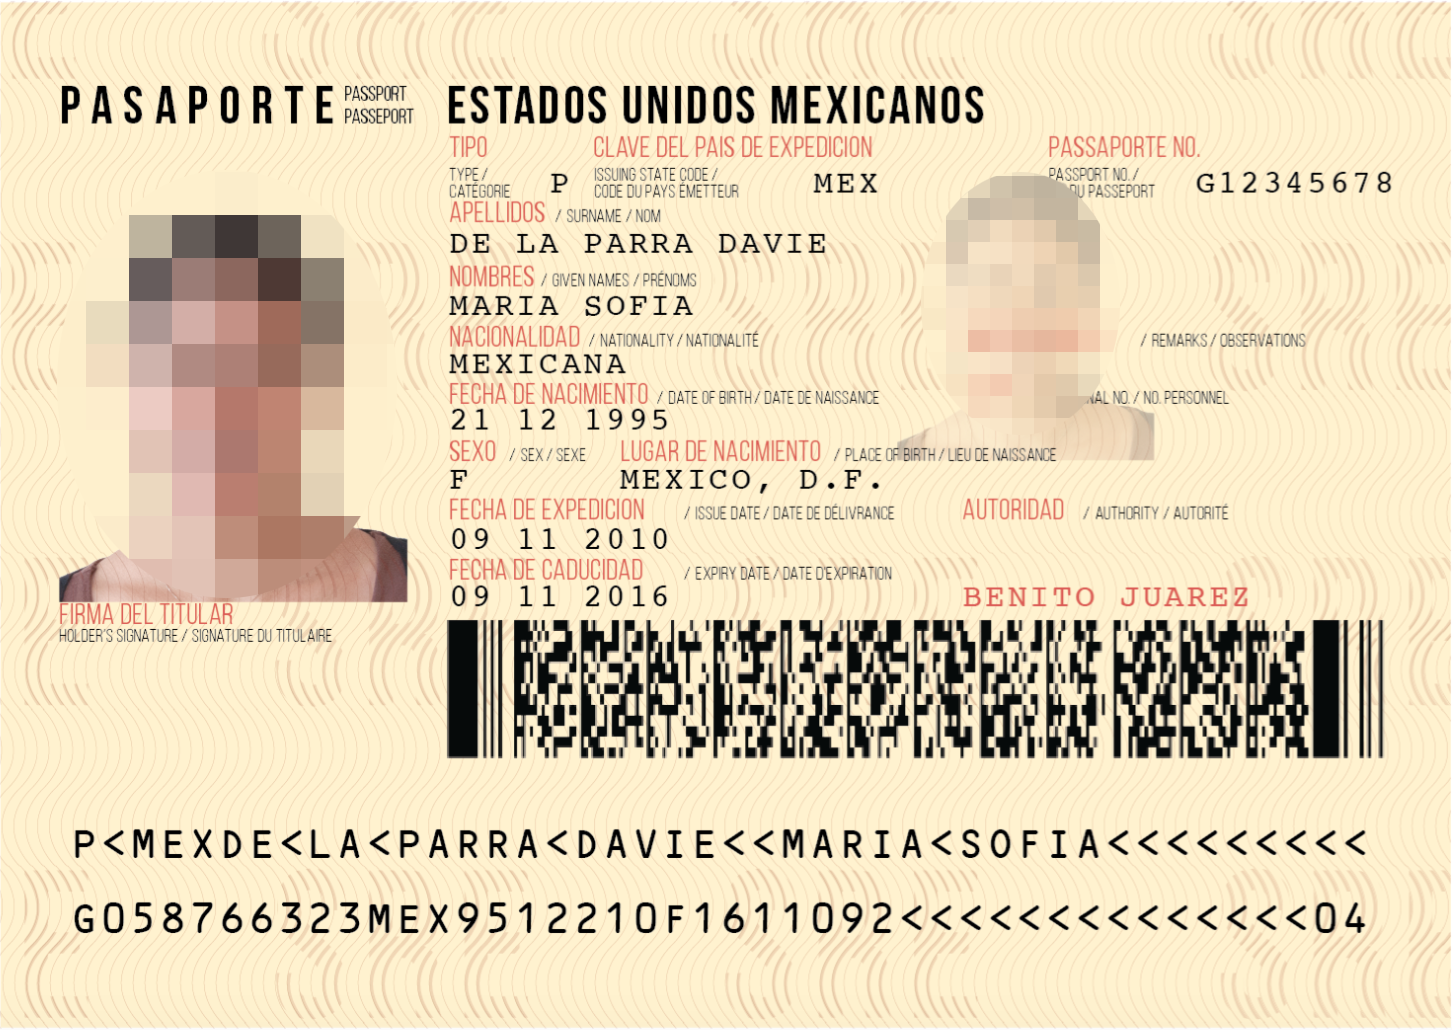 PASAPORTE PASSPORT PASSEPORT ESTADOS UNIDOS MEXICANOS
TIPO CLAVE DEL PAIS DE EXPEDICION PASSAPORTE NO.
TYPE / CATÉGORIE P ISSUING STATE CODE / CODE DU PAYS ÉMETTEUR MEX PASSPORT NO./ DU PASSEPORT G12345678
APELLIDOS / SURNAME / NOM
DE LA PARRA DAVIE
NOMBRES / GIVEN NAMES / PRÉNOMS
MARIA SOFIA
NACIONALIDAD / NATIONALITY / NATIONALITÉ / REMARKS / OBSERVATIONS
MEXICANA
FECHA DE NACIMIENTO / DATE OF BIRTH / DATE DE NAISSANCE NO. / NO. PERSONNEL
21 12 1995
SEXO / SEX / SEXE LUGAR DE NACIMIENTO / PLACE OF BIRTH / LIEU DE NAISSANCE
F MEXICO, D.F.
FECHA DE EXPEDICION / ISSUE DATE / DATE DE DÉLIVRANCE AUTORIDAD / AUTHORITY / AUTORITÉ
09 11 2010
FECHA DE CADUCIDAD / EXPIRY DATE / DATE D'EXPIRATION
09 11 2016 BENITO JUAREZ
FIRMA DEL TITULAR
HOLDER'S SIGNATURE / SIGNATURE DU TITULAIRE
P<MEXDE<LA<PARRA<DAVIE<<MARIA<SOFIA<<<<<<<<<
G058766323MEX9512210F1611092<<<<<<<<<<<<<<04